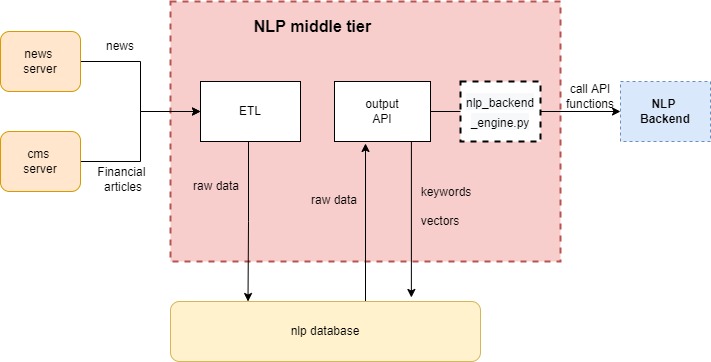 NLP middle tier
news
server
news
ETL
output
API
nlp_backend
_engine.py
call API
functions
NLP
Backend
cms
server
Financial
articles
raw data
raw data
keywords
vectors
nlp database